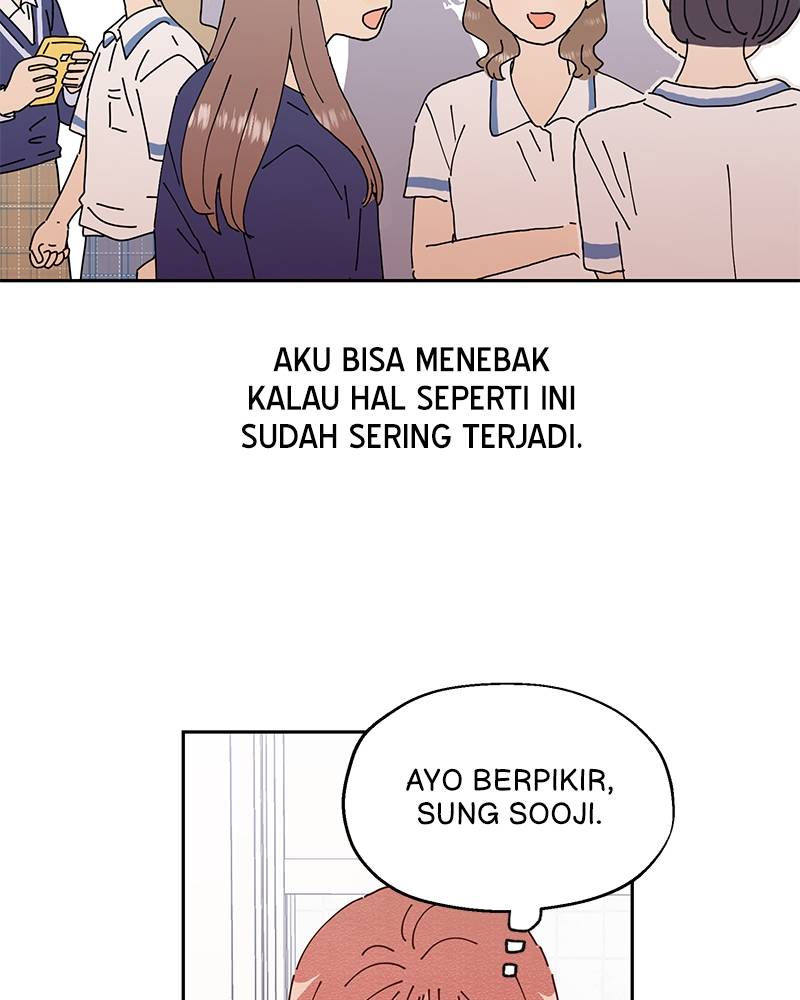 AKU BISA MENEBAK
KALAU HAL SEPERTI INI
SUDAH SERING TERJADI.
AYO BERPIKIR,
SUNG SOOJI.